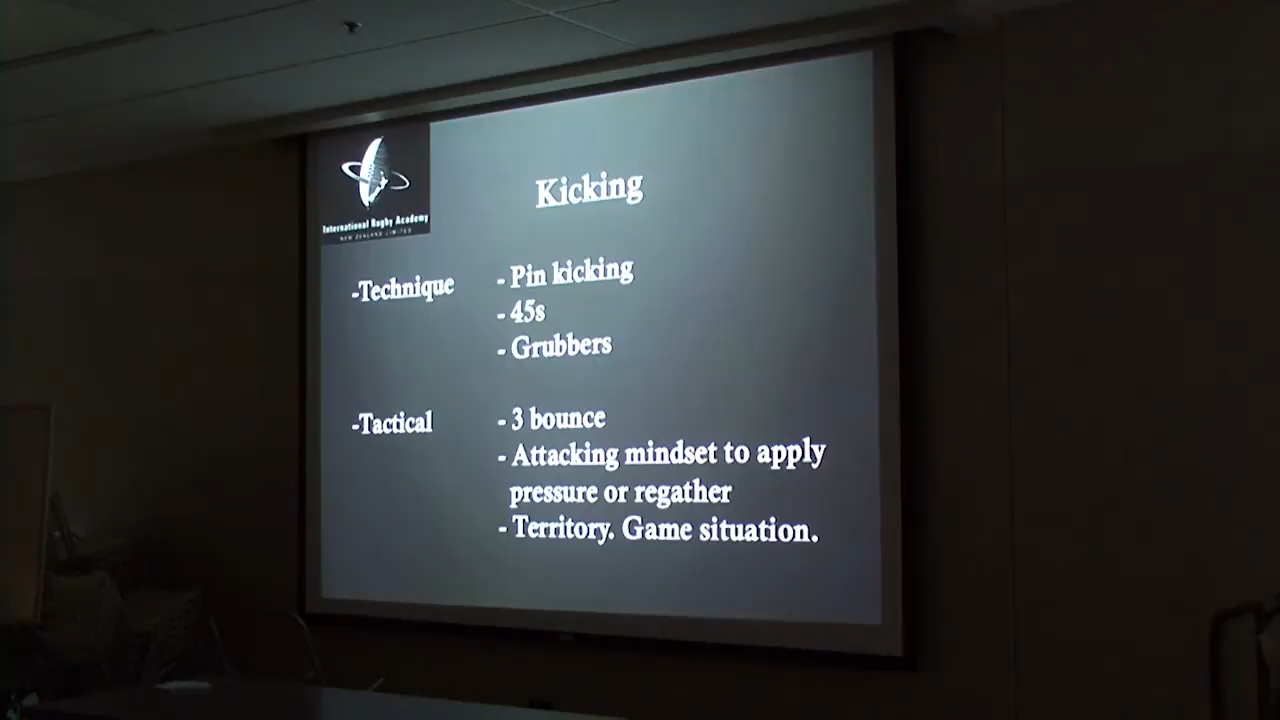 International Rugby Academy
NEW ZEALAND LIMITED
Kicking
-Technique - Pin kicking
- 45s
- Grubbers
-Tactical - 3 bounce
- Attacking mindset to apply
pressure or regather
- Territory. Game situation.